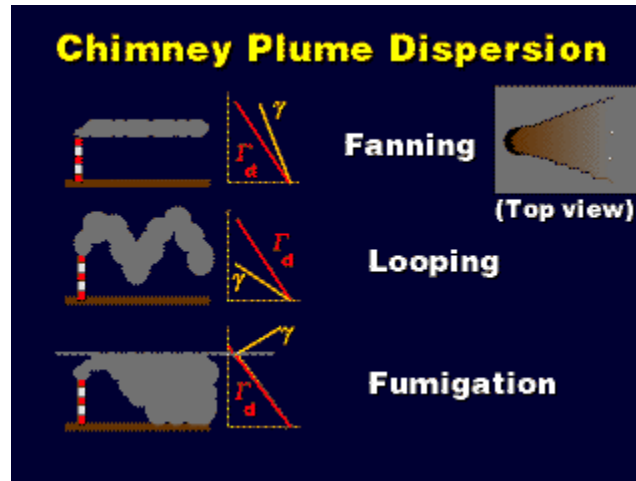 Chimney Plume Dispersion
γ
Γd
Fanning
(Top view)
Γd
γ
Looping
γ
Γd
Fumigation